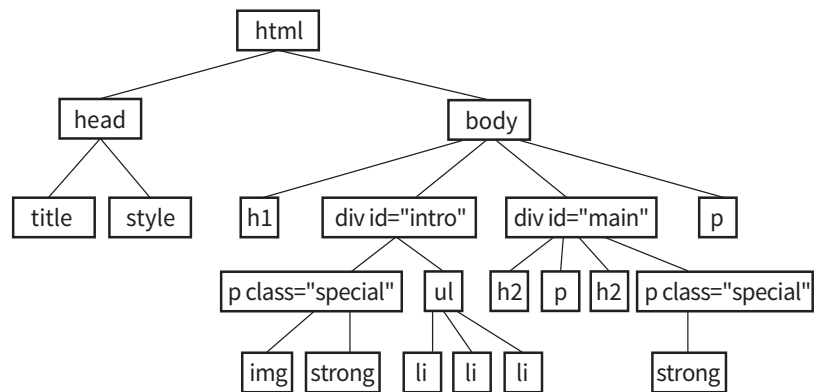 html
head body
title style h1 div id="intro" div id="main" p
p class="special" ul h2 p h2 p class="special"
img strong li li li strong